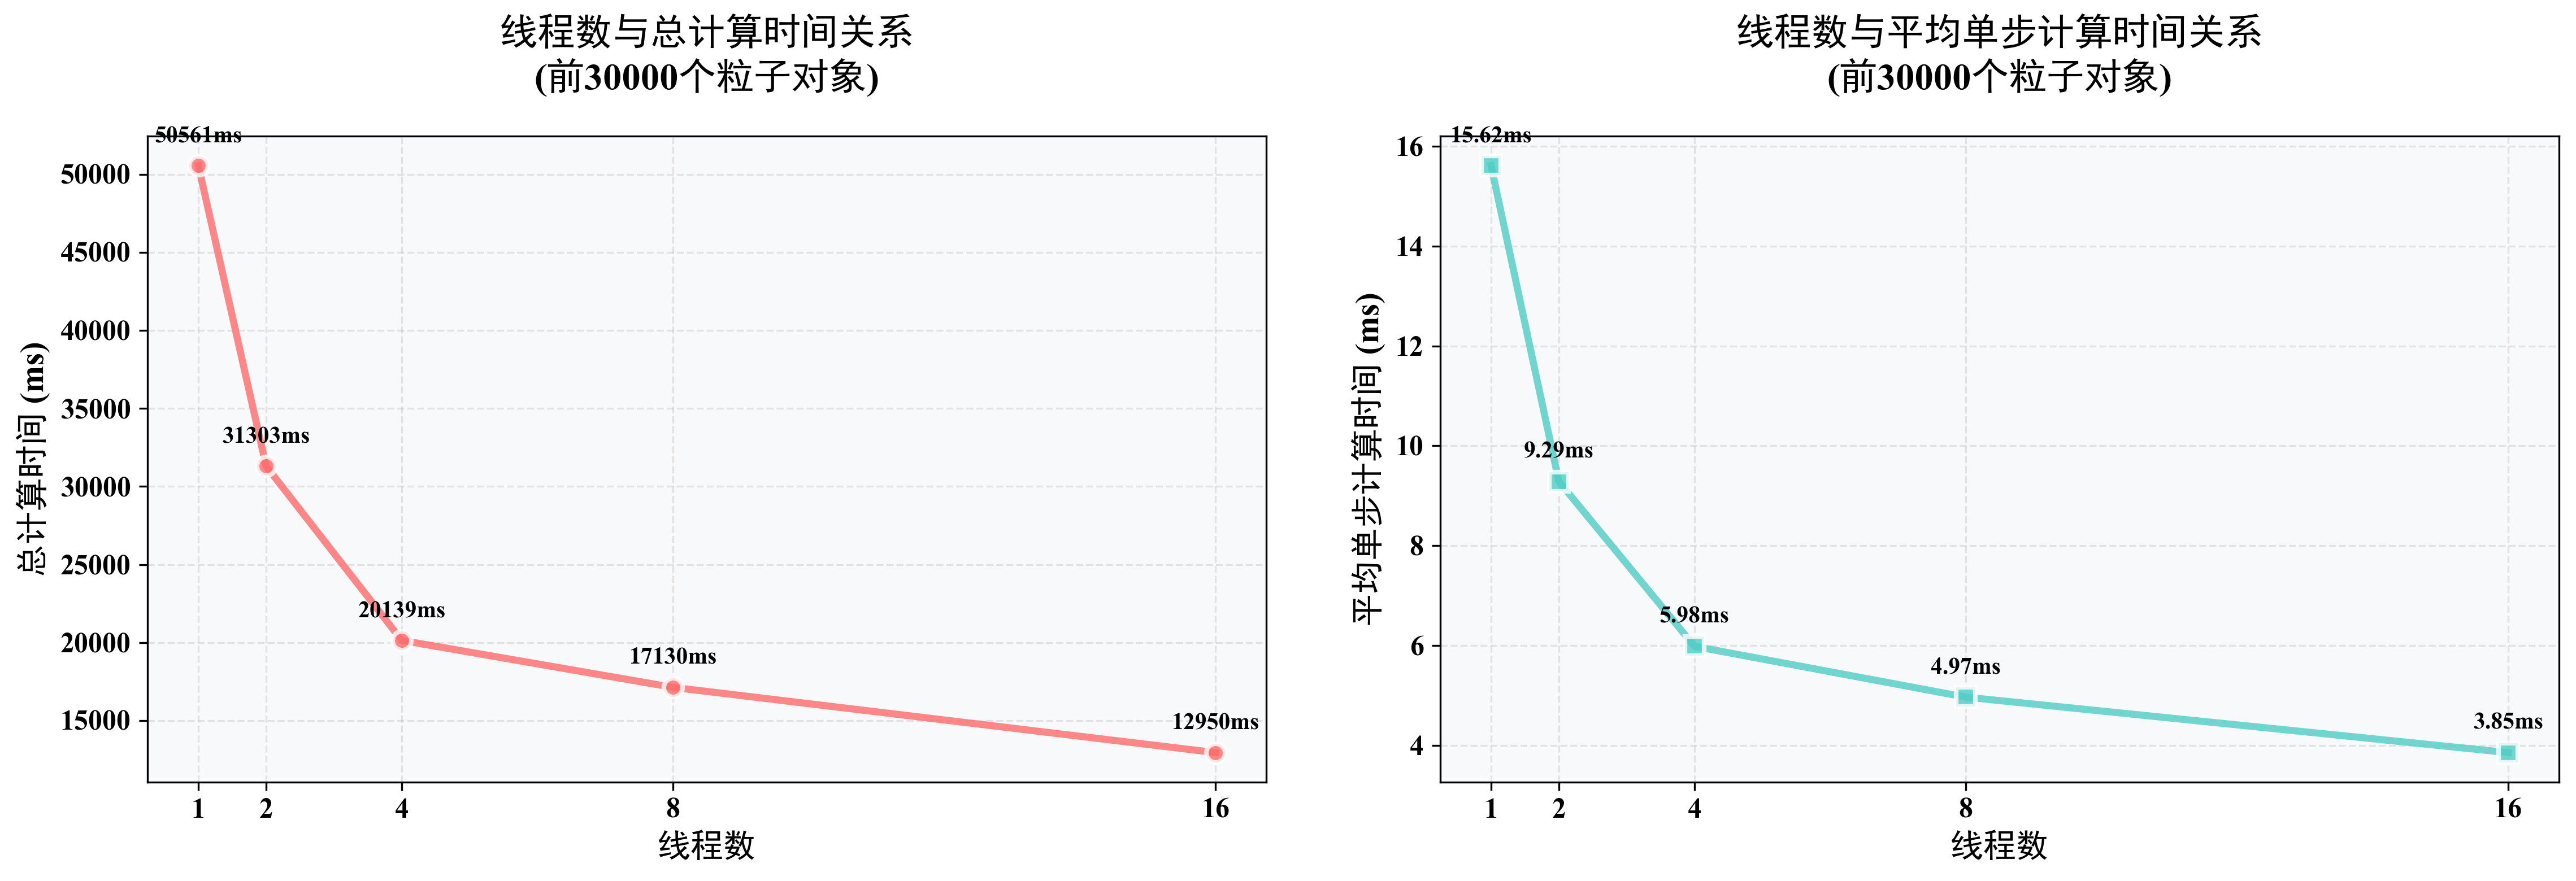 线程数与总计算时间关系
(前30000个粒子对象)
50561ms
50000
45000
40000
35000
31303ms
30000
25000
20139ms
20000
17130ms
15000
12950ms
总计算时间 (ms)
1
2
4
8
16
线程数
线程数与平均单步计算时间关系
(前30000个粒子对象)
15.62ms
16
14
12
10
9.29ms
8
5.98ms
6
4.97ms
4
3.85ms
平均单步计算时间 (ms)
1
2
4
8
16
线程数